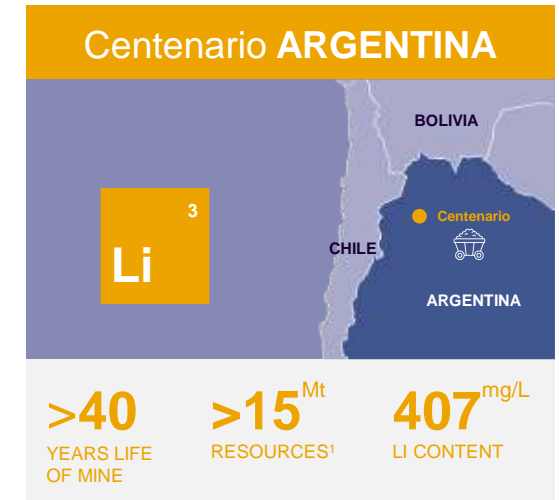 Centenario ARGENTINA
BOLIVIA
3
Li
Centenario
CHILE
ARGENTINA
>40
YEARS LIFE
OF MINE
>15 Mt
RESOURCES¹
407 mg/L
LI CONTENT